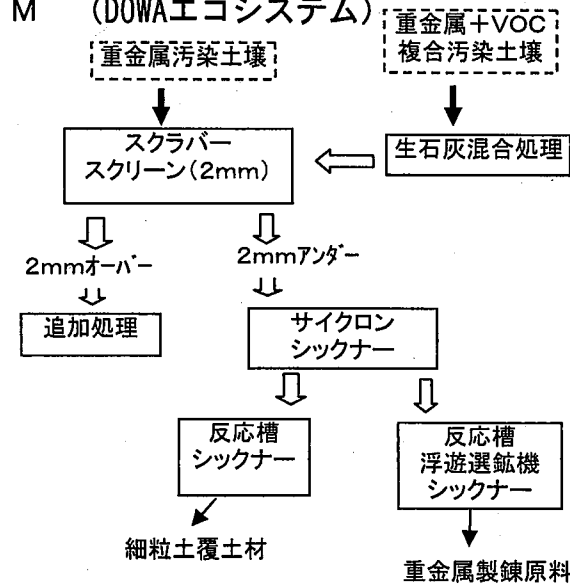 M (DOWAエコシステム)
重金属+VOC
複合汚染土壌
重金属汚染土壌
スクラバー
スクリーン(2mm)
生石灰混合処理
2mmオーバー
2mmアンダー
追加処理
サイクロン
シックナー
反応槽
シックナー
反応槽
浮遊選鉱機
シックナー
細粒土覆土材
重金属製錬原料